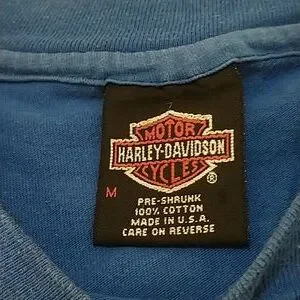 MOTOR
HARLEY-DAVIDSON
CYCLES
®
M
PRE-SHRUNK
100% COTTON
MADE IN U.S.A.
CARE ON REVERSE